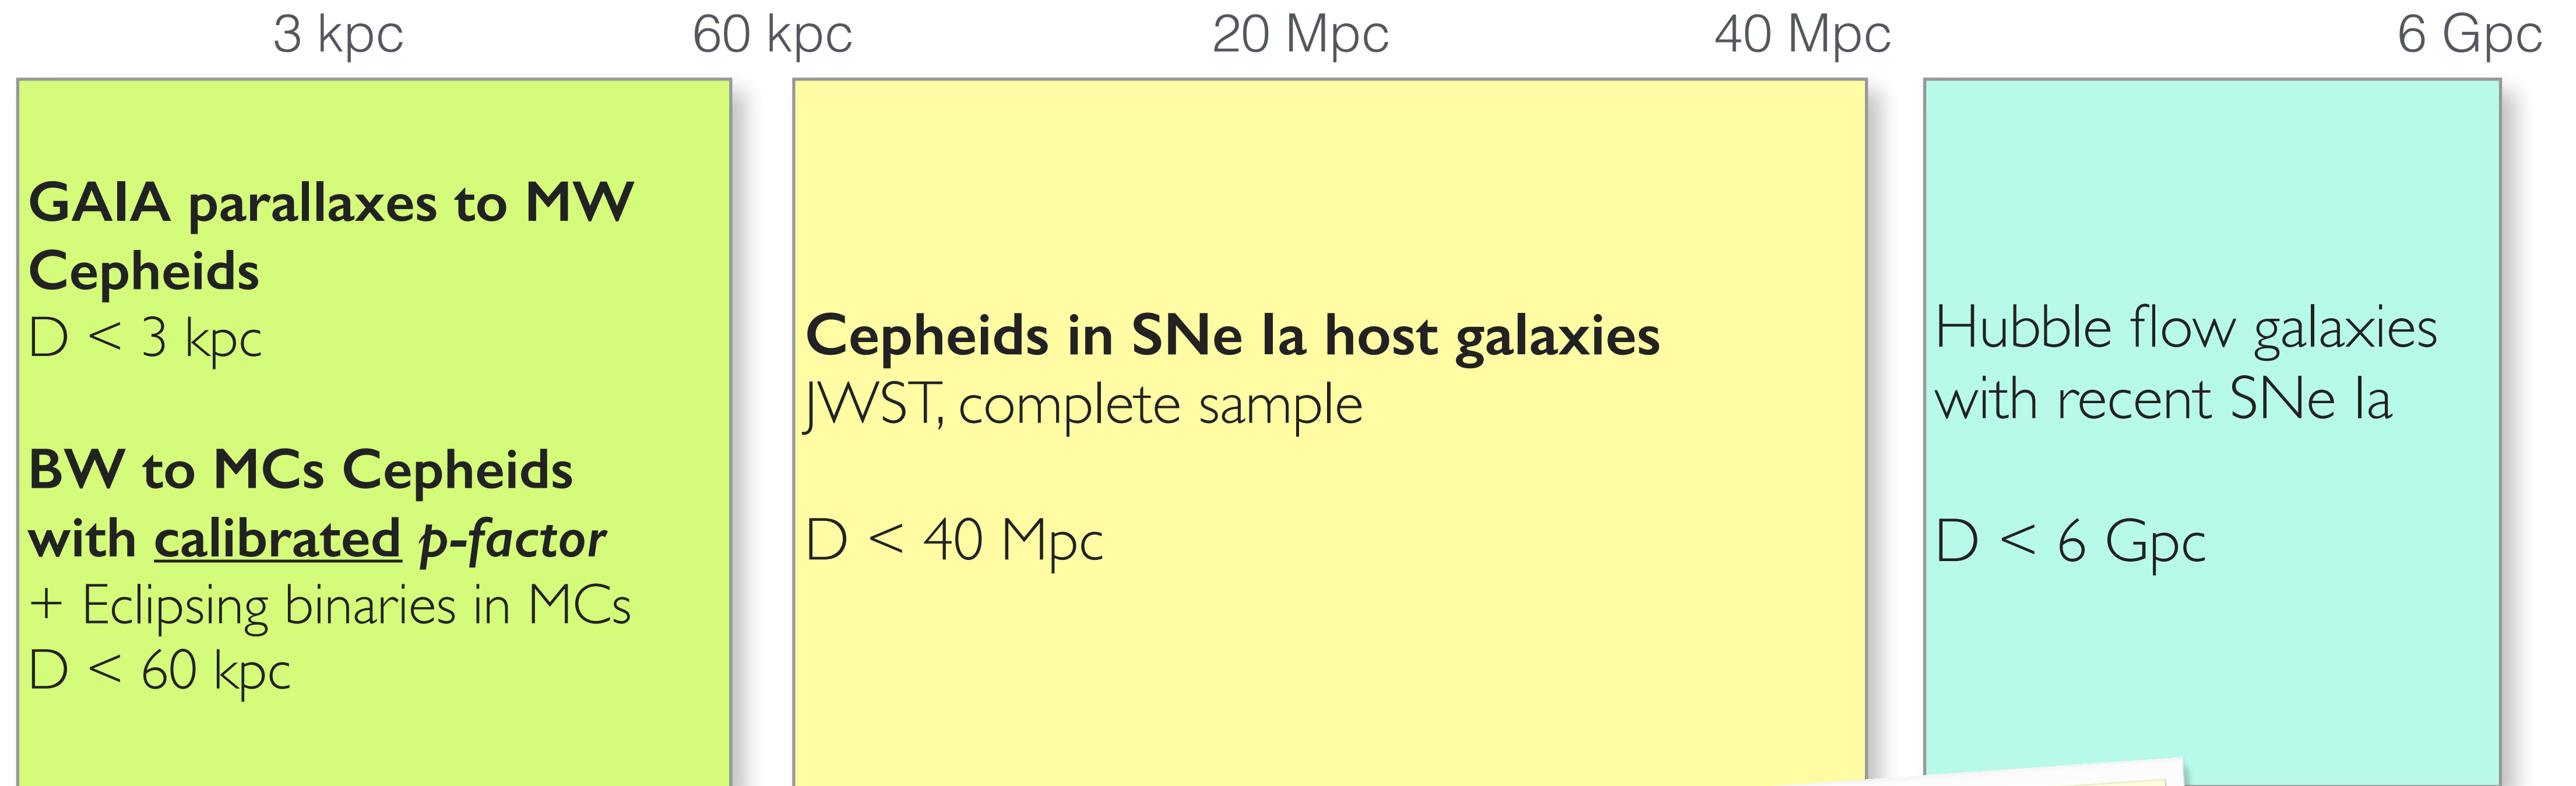 3 kpc
60 kpc
20 Mpc
40 Mpc
6 Gpc
GAIA parallaxes to MW
Cepheids
D < 3 kpc
BW to MCs Cepheids
with calibrated p-factor
+ Eclipsing binaries in MCs
D < 60 kpc
Cepheids in SNe Ia host galaxies
JWST, complete sample
D < 40 Mpc
Hubble flow galaxies
with recent SNe Ia
D < 6 Gpc